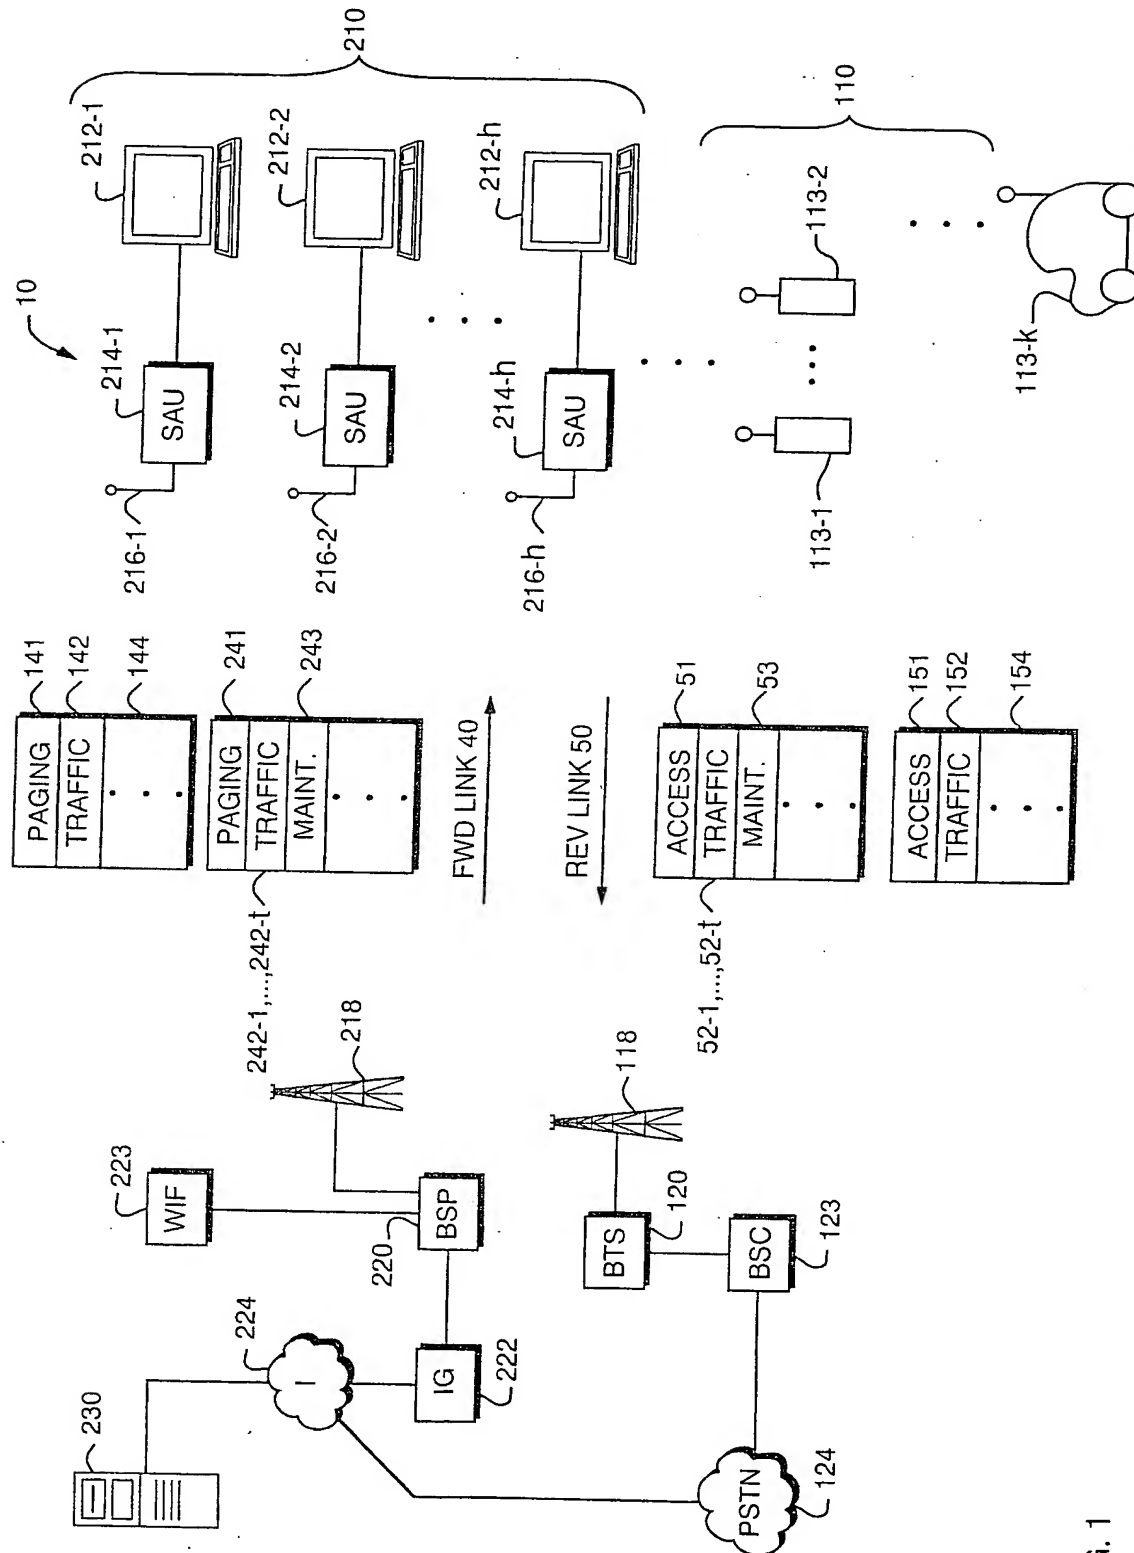 10
230
224
I
IG
222
PSTN
124
WIF
223
BSP
220
218
BTS
120
118
BSC
123
PAGING
141
TRAFFIC
142
144
PAGING
241
TRAFFIC
242-1,...,242-t
MAINT.
243
FWD LINK 40
REV LINK 50
ACCESS
51
TRAFFIC
52-1,...,52-t
MAINT.
53
ACCESS
151
TRAFFIC
152
154
216-1
SAU
214-1
212-1
216-2
SAU
214-2
212-2
216-h
SAU
214-h
212-h
210
113-1
113-2
110
113-k
1